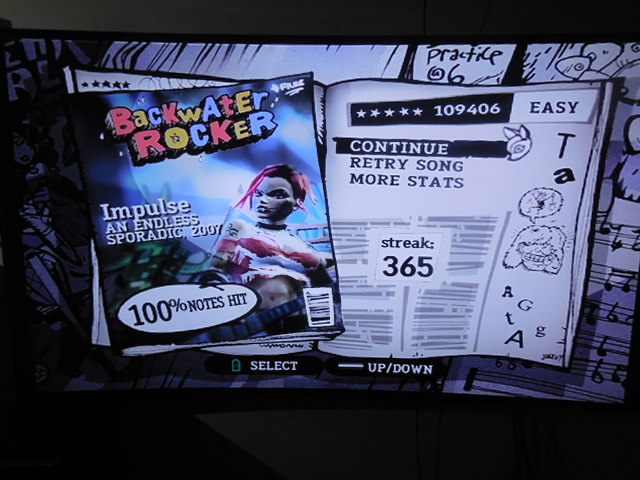 practice
BACKWATER
ROCKER
Impulse
AN ENDLESS
SPORADIC 2007
100% NOTES HIT
109406 EASY
CONTINUE
RETRY SONG
MORE STATS
streak:
365
T
a
A
G
t
g
A
SELECT
UP/DOWN